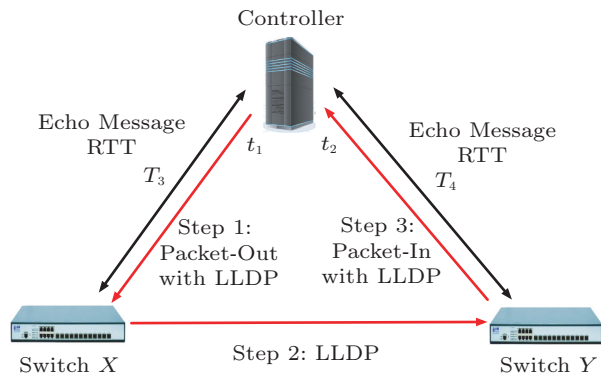 Controller
Echo Message
RTT
T3
t1
t2
Echo Message
RTT
T4
Step 1:
Packet-Out
with LLDP
Step 3:
Packet-In
with LLDP
Step 2: LLDP
Switch X
Switch Y